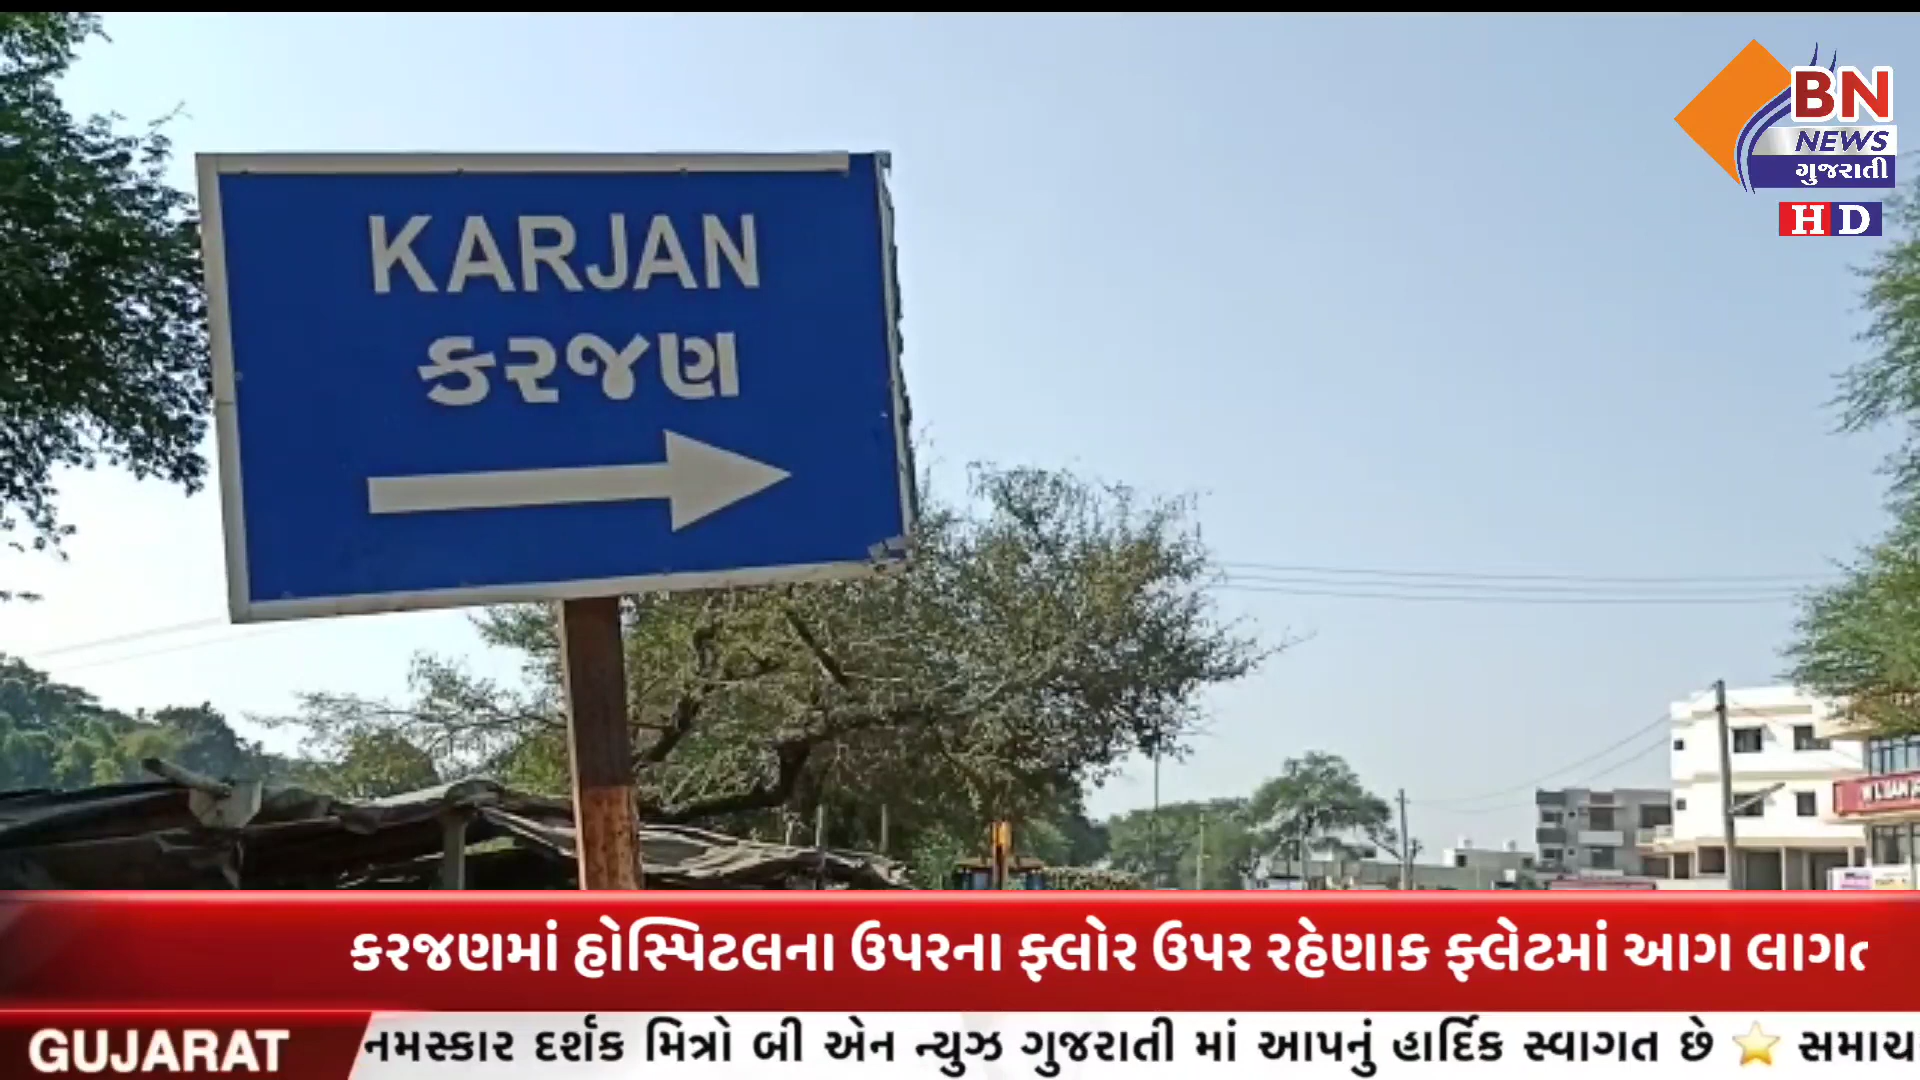 BN
NEWS
ગુજરાતી
HD
KARJAN
કરજણ
કરજણમાં હોસ્પિટલના ઉપરના ફ્લોર ઉપર રહેણાક ફ્લેટમાં આગ
GUJARAT
નમસ્કાર દર્શક મિત્રો બી એન ન્યુઝ ગુજરાતી માં આપનું હાર્દિક સ્વાગત છે ⭐